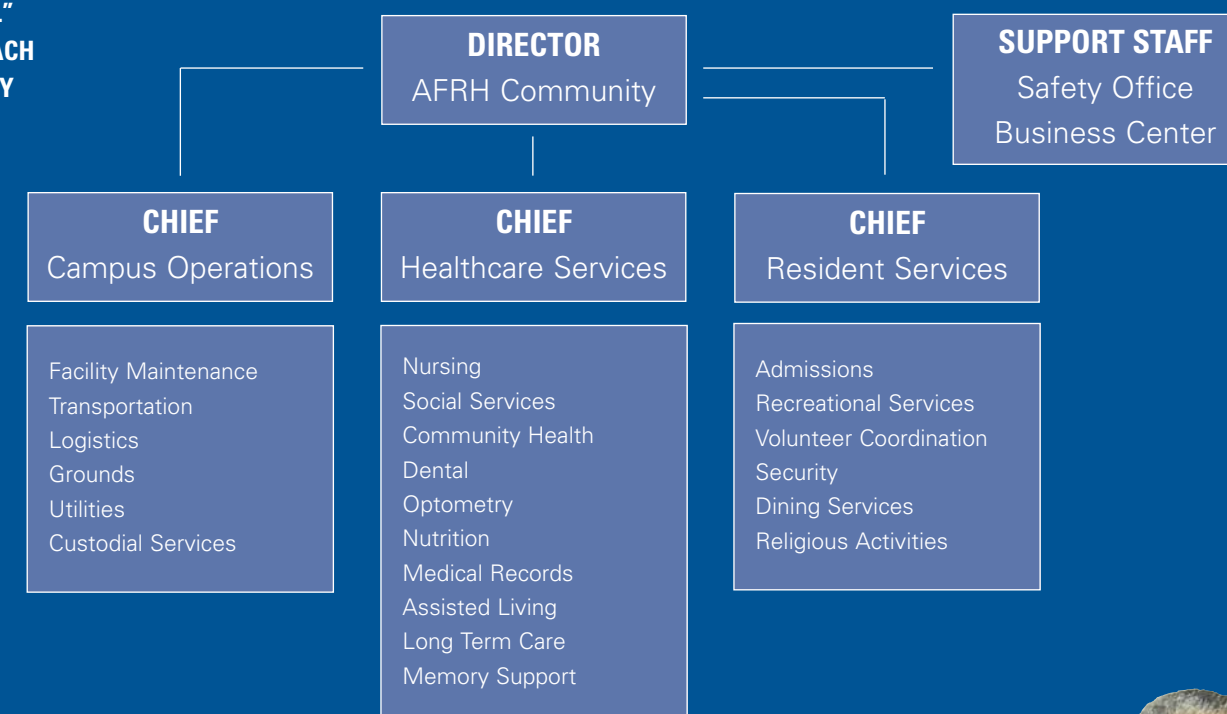 DIRECTOR
AFRH Community
SUPPORT STAFF
Safety Office
Business Center
CHIEF
Campus Operations
Facility Maintenance
Transportation
Logistics
Grounds
Utilities
Custodial Services
CHIEF
Healthcare Services
Nursing
Social Services
Community Health
Dental
Optometry
Nutrition
Medical Records
Assisted Living
Long Term Care
Memory Support
CHIEF
Resident Services
Admissions
Recreational Services
Volunteer Coordination
Security
Dining Services
Religious Activities